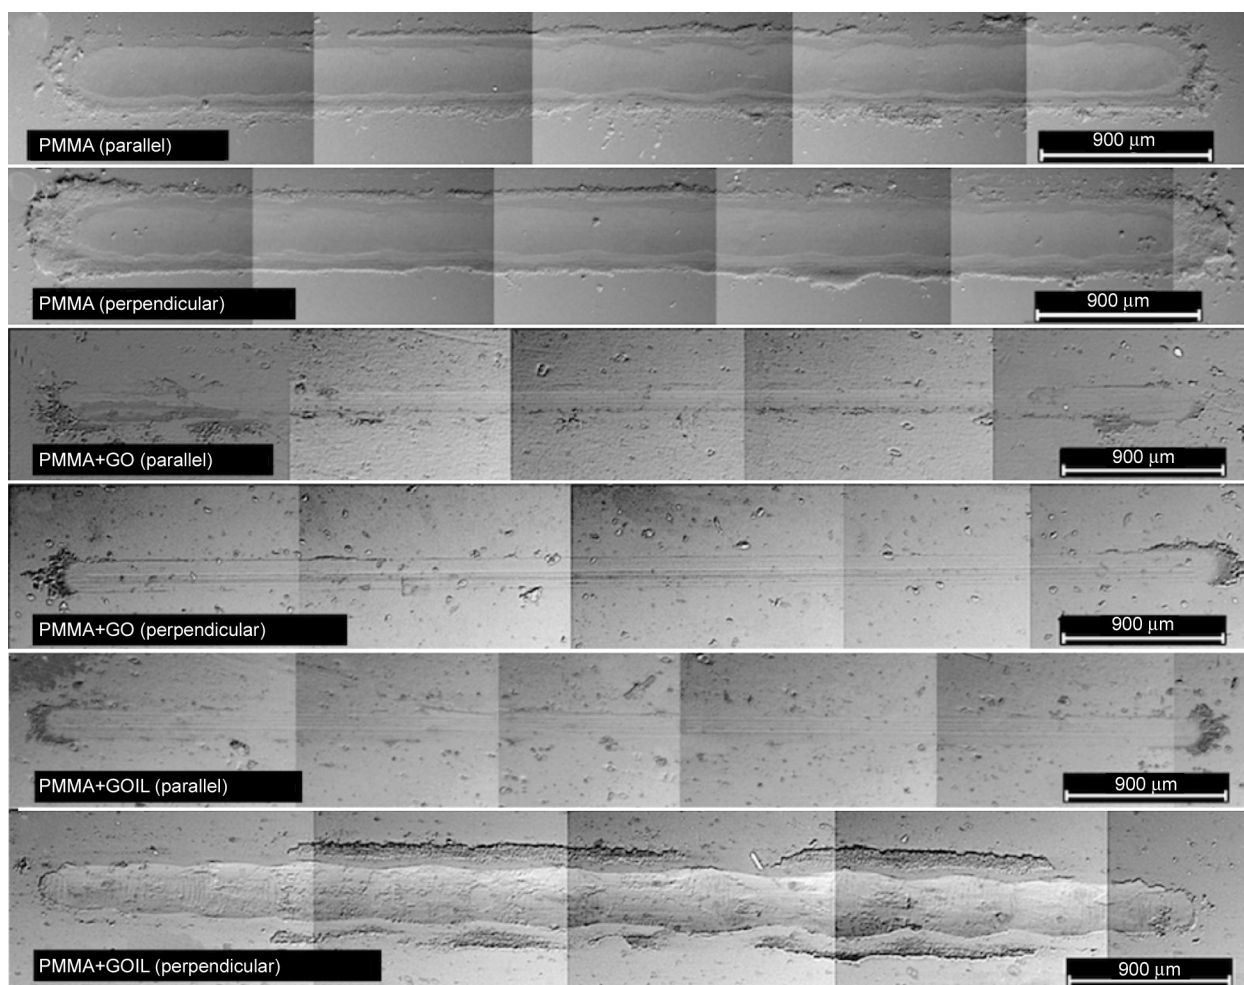 PMMA (parallel)
900 μm
PMMA (perpendicular)
900 μm
PMMA+GO (parallel)
900 μm
PMMA+GO (perpendicular)
900 μm
PMMA+GOIL (parallel)
900 μm
PMMA+GOIL (perpendicular)
900 μm